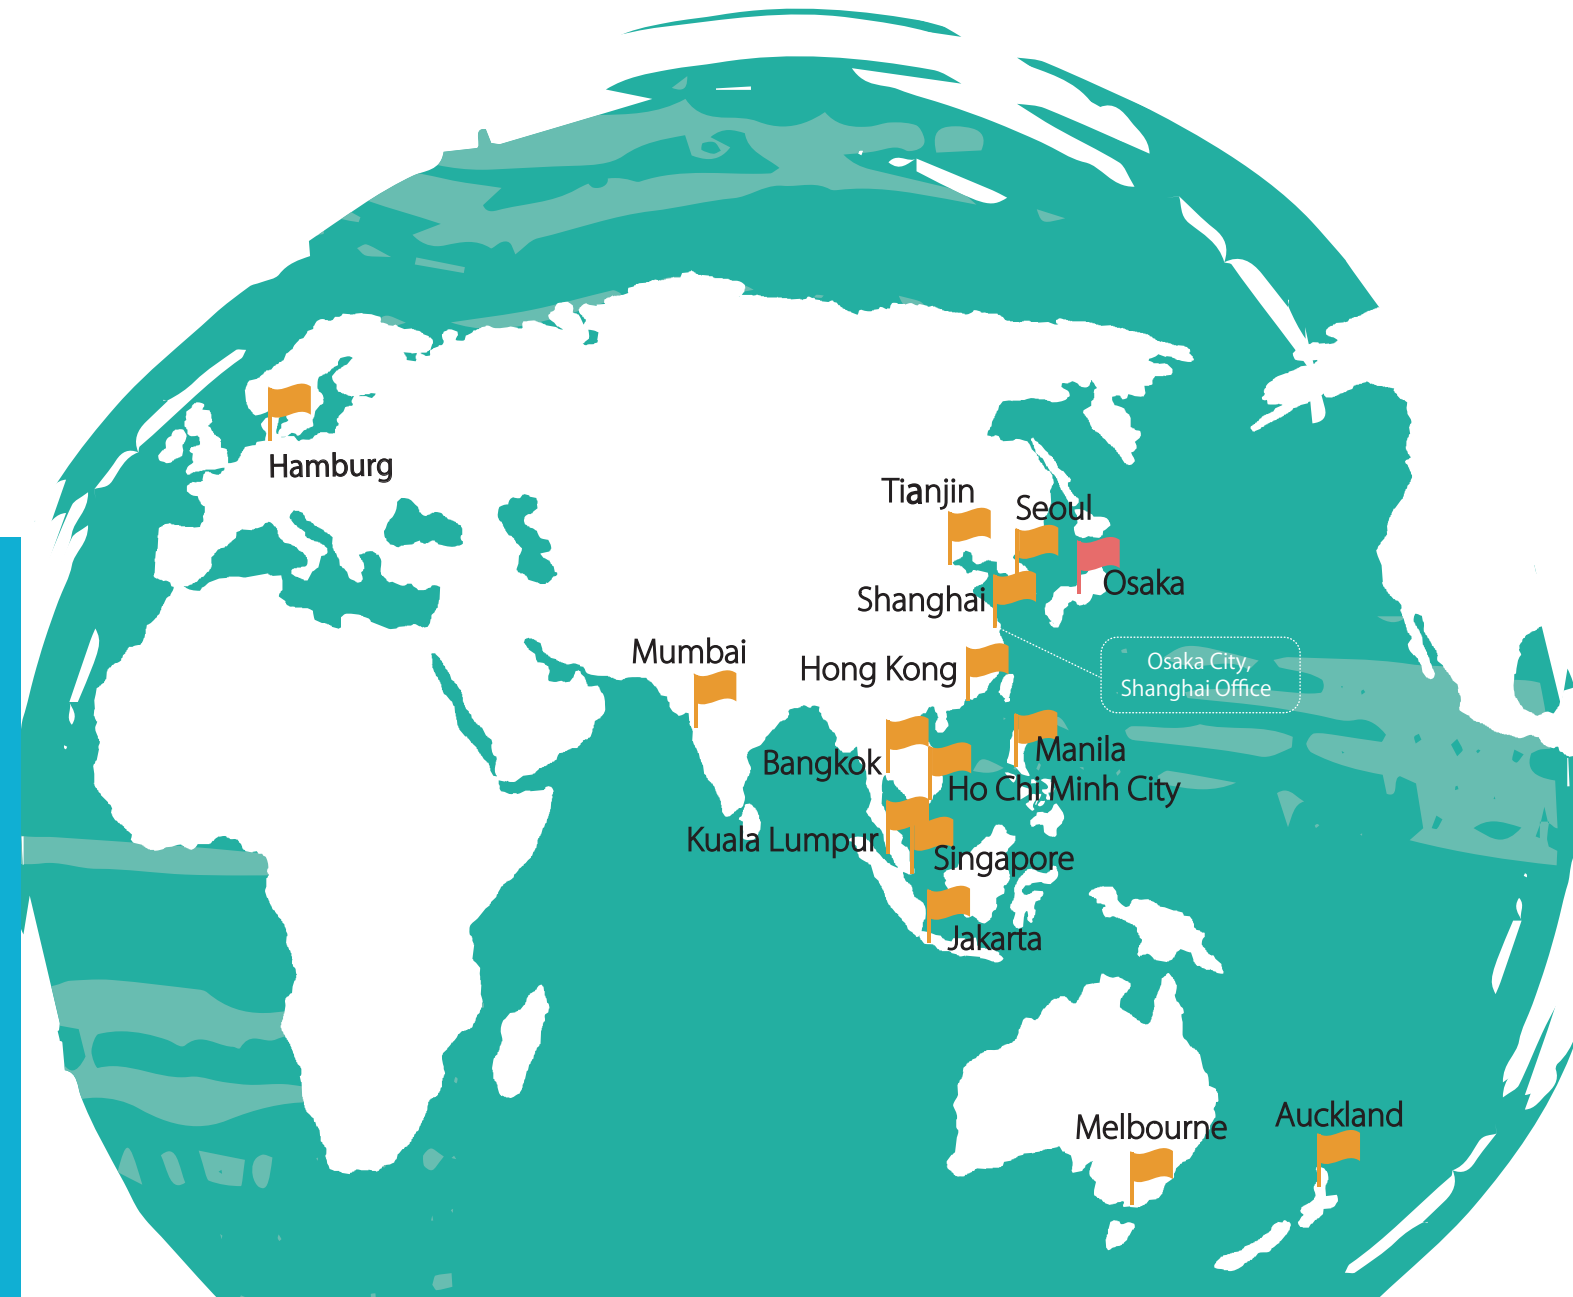 Hamburg
Tianjin
Seoul
Osaka
Shanghai
Mumbai
Hong Kong
Osaka City,
Shanghai Office
Manila
Bangkok
Ho Chi Minh City
Kuala Lumpur
Singapore
Jakarta
Melbourne
Auckland